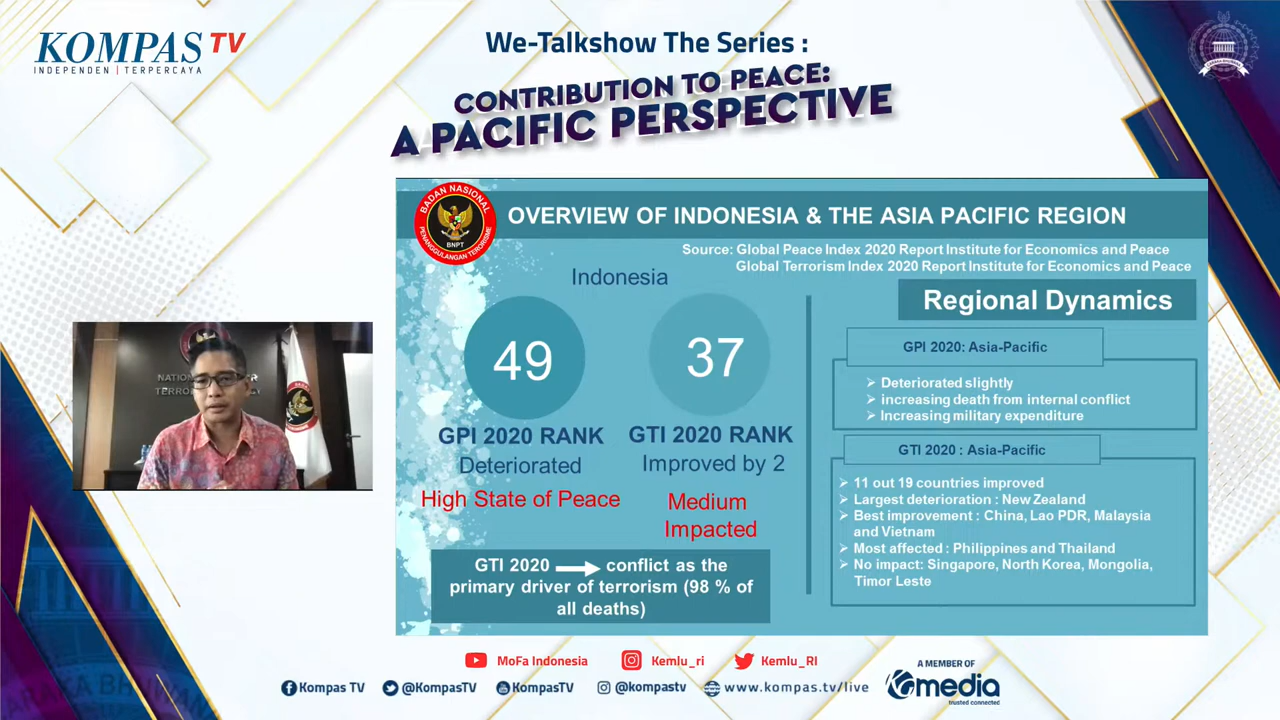 KOMPAS TV
INDEPENDEN | TERPERCAYA
We-Talkshow The Series :
CONTRIBUTION TO PEACE:
A PACIFIC PERSPECTIVE
BADAN NASIONAL
BNPT
PENANGGULANGAN TERORISME
OVERVIEW OF INDONESIA & THE ASIA PACIFIC REGION
Source: Global Peace Index 2020 Report Institute for Economics and Peace
Global Terrorism Index 2020 Report Institute for Economics and Peace
Indonesia
49
GPI 2020 RANK
Deteriorated
High State of Peace
37
GTI 2020 RANK
Improved by 2
Medium
Impacted
GTI 2020 → conflict as the
primary driver of terrorism (98 % of
all deaths)
Regional Dynamics
GPI 2020: Asia-Pacific
➢ Deteriorated slightly
➢ increasing death from internal conflict
➢ Increasing military expenditure
GTI 2020 : Asia-Pacific
➢ 11 out 19 countries improved
➢ Largest deterioration : New Zealand
➢ Best improvement : China, Lao PDR, Malaysia
and Vietnam
➢ Most affected : Philippines and Thailand
➢ No impact: Singapore, North Korea, Mongolia,
Timor Leste
MoFa Indonesia
Kemlu_ri
Kemlu_RI
Kompas TV
@KompasTV
KompasTV
@kompastv
www.kompas.tv/live
A MEMBER OF
media
trusted connected